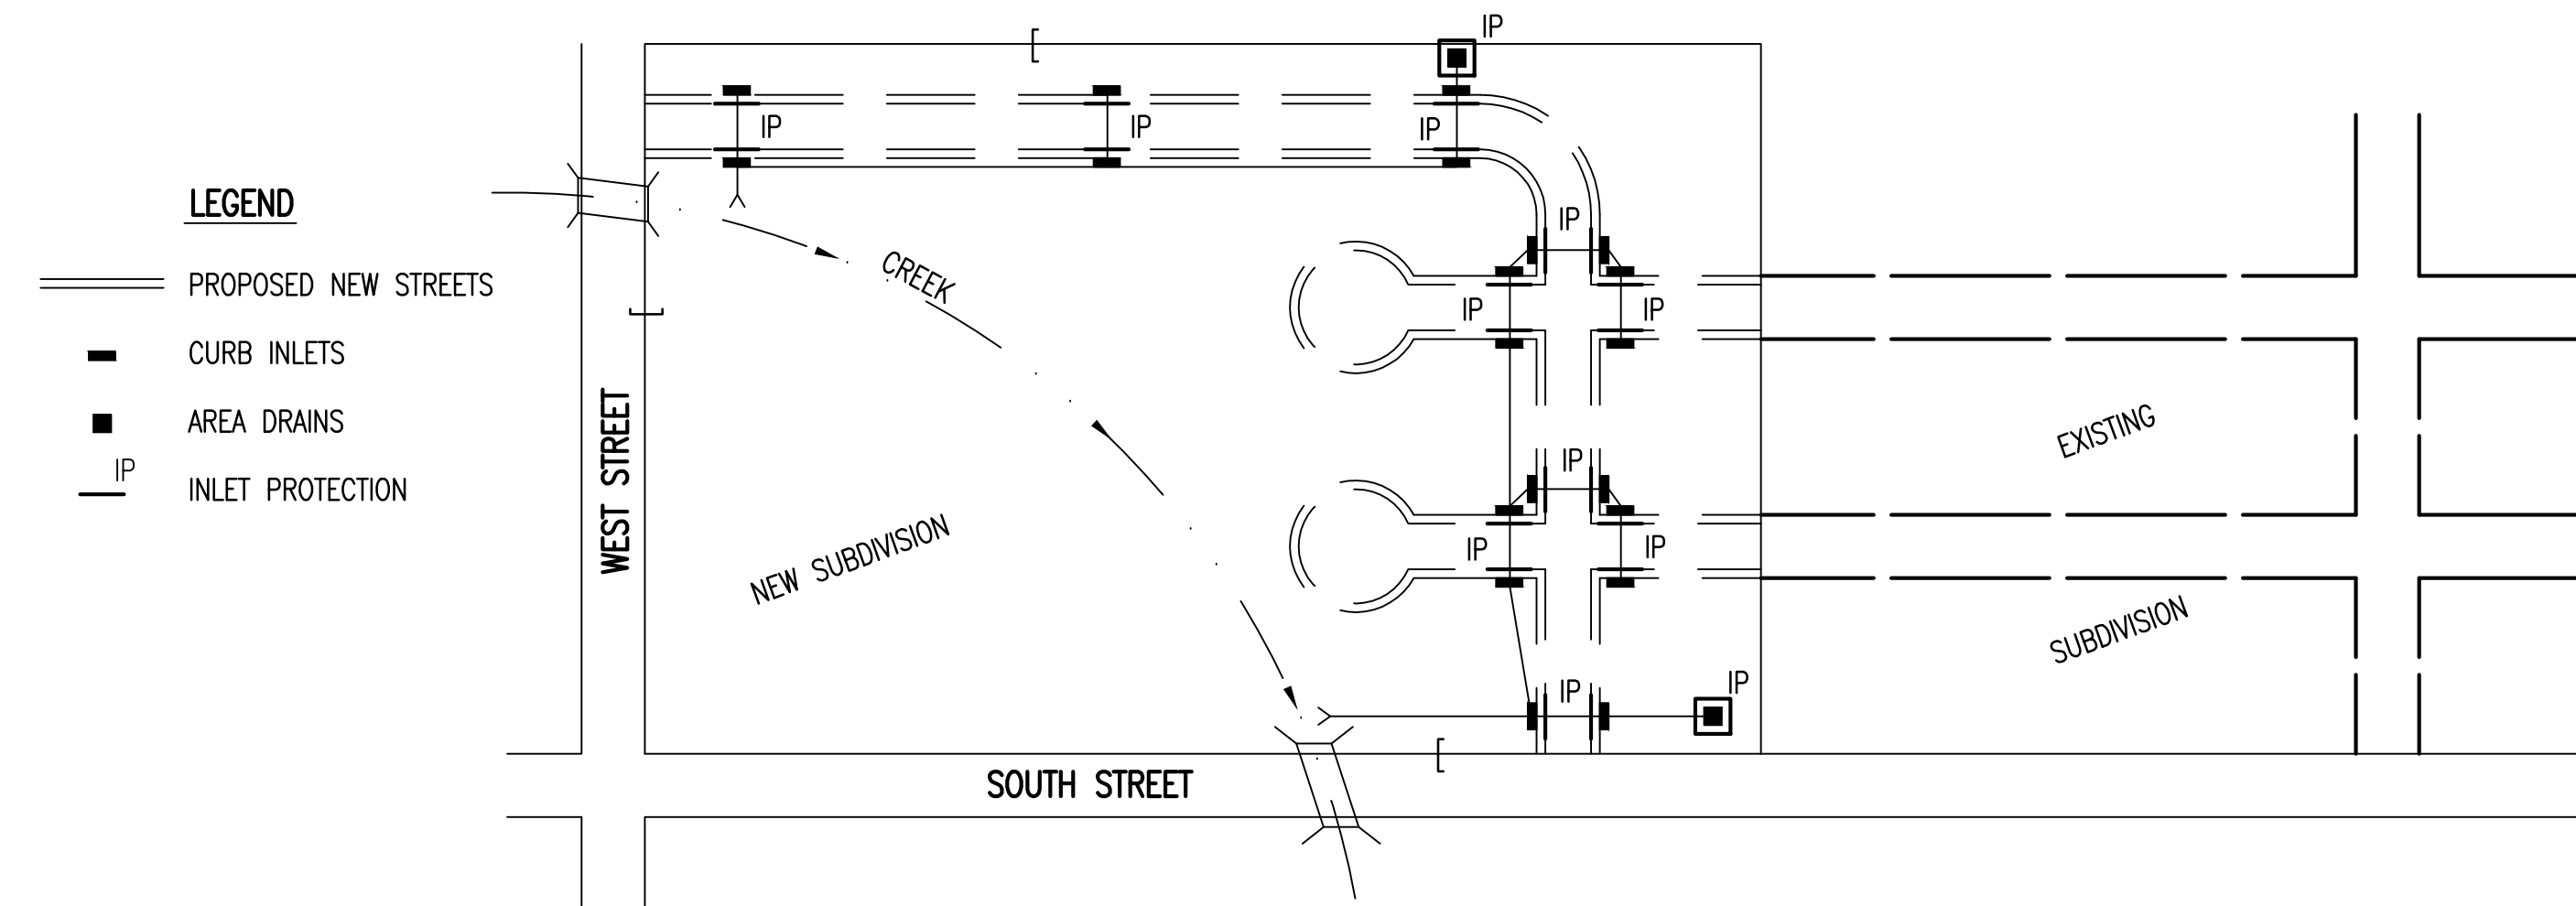 IP
IP
IP
IP
LEGEND
IP
PROPOSED NEW STREETS
CREEK
IP
IP
CURB INLETS
AREA DRAINS
EXISTING
WEST STREET
IP
IP
INLET PROTECTION
NEW SUBDIVISION
IP
IP
SUBDIVISION
IP
IP
SOUTH STREET